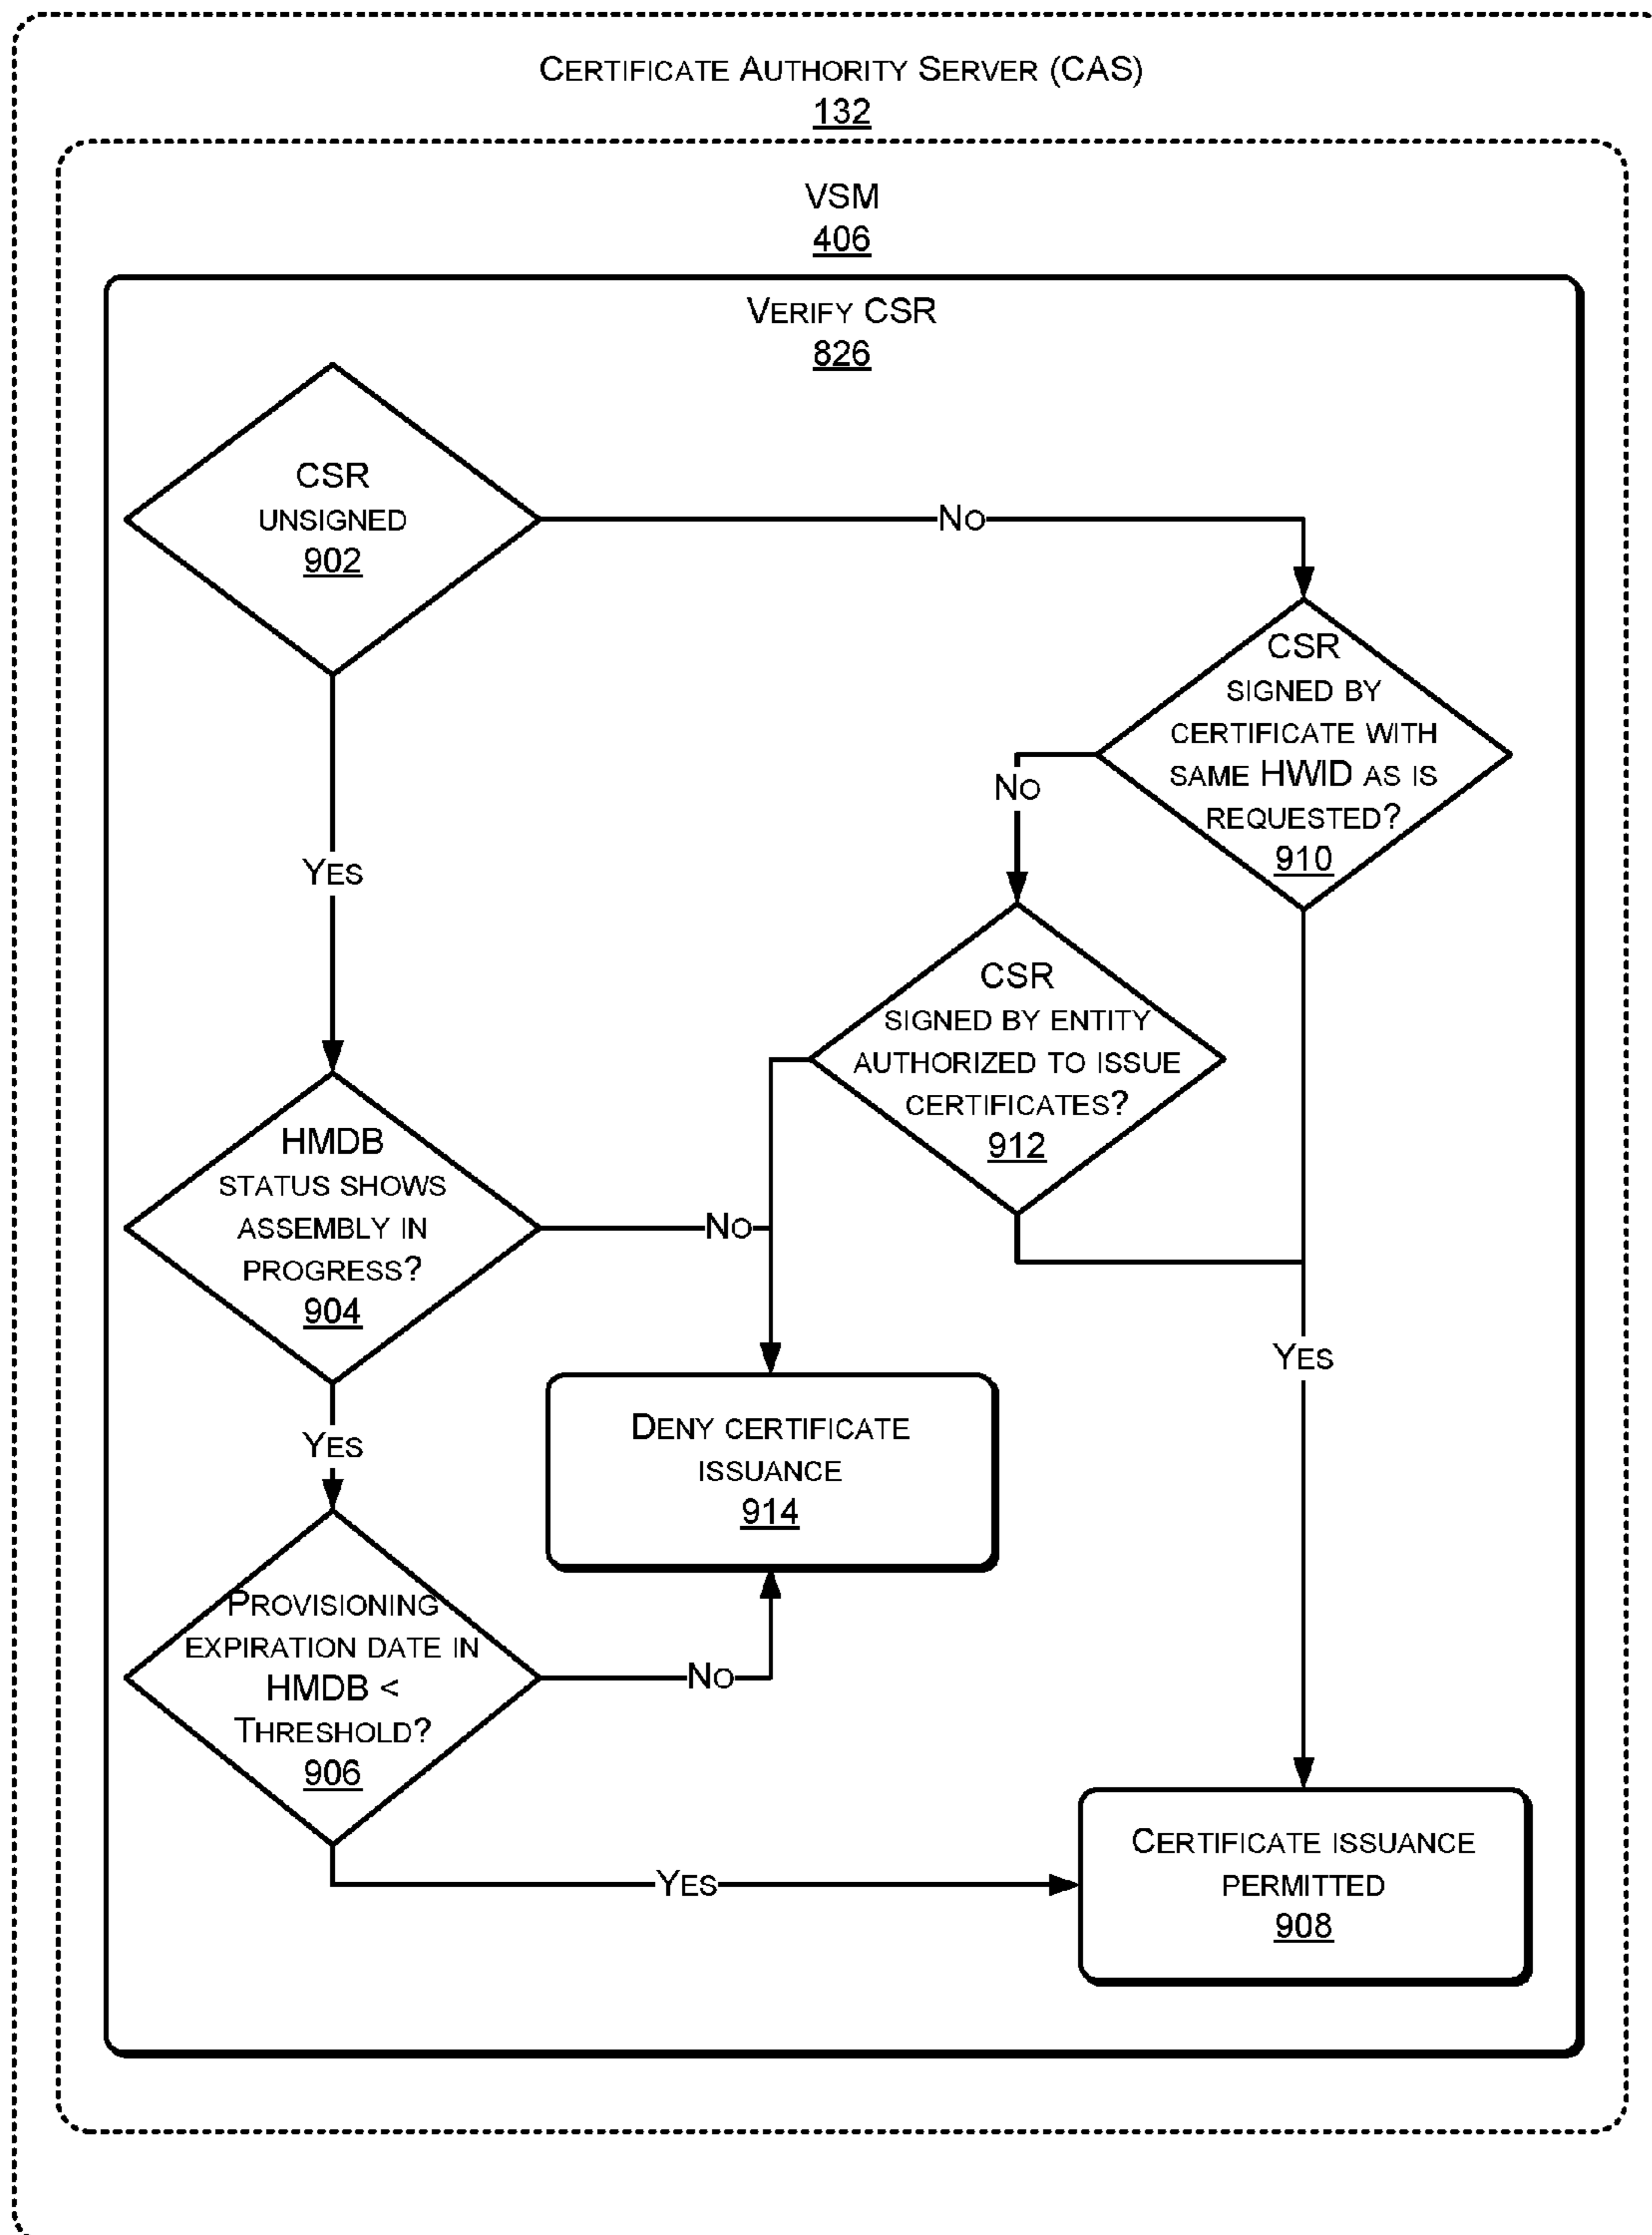 CERTIFICATE AUTHORITY SERVER (CAS)
132
VSM
406
VERIFY CSR
826
CSR
UNSIGNED
902
NO
CSR
SIGNED BY
CERTIFICATE WITH
SAME HWID AS IS
REQUESTED?
910
NO
YES
CSR
SIGNED BY ENTITY
AUTHORIZED TO ISSUE
CERTIFICATES?
912
HMDB
STATUS SHOWS
ASSEMBLY IN
PROGRESS?
904
NO
YES
YES
DENY CERTIFICATE
ISSUANCE
914
PROVISIONING
EXPIRATION DATE IN
HMDB <
THRESHOLD?
906
NO
YES
CERTIFICATE ISSUANCE
PERMITTED
908